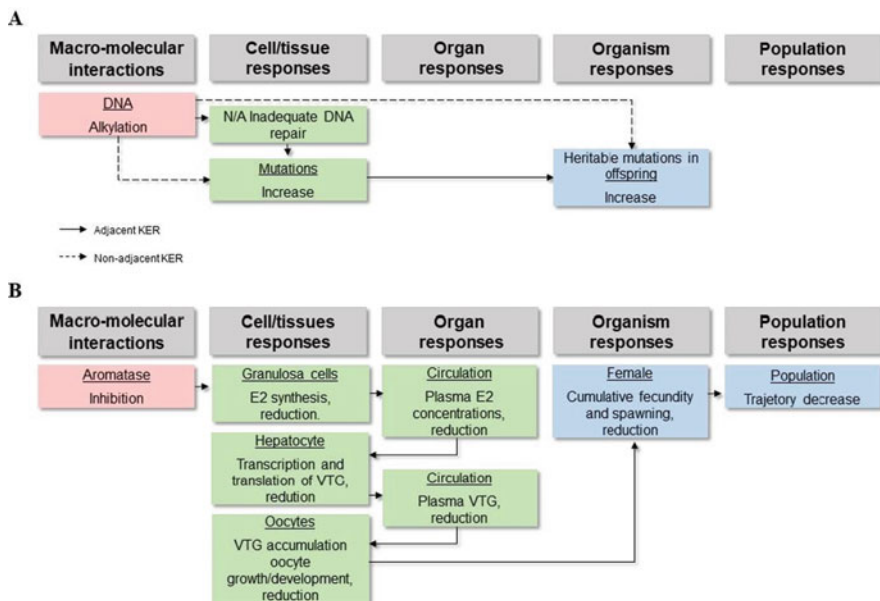 A
Macro-molecular
interactions
Cell/tissue
responses
Organ
responses
Organism
responses
Population
responses
DNA
Alkylation
N/A Inadequate DNA
repair
Mutations
Increase
Heritable mutations in
offspring
Increase
Adjacent KER
Non-adjacent KER
B
Macro-molecular
interactions
Cell/tissues
responses
Organ
responses
Organism
responses
Population
responses
Aromatase
Inhibition
Granulosa cells
E2 synthesis,
reduction.
Circulation
Plasma E2
concentrations,
reduction
Female
Cumulative fecundity
and spawning,
reduction
Population
Trajetory decrease
Hepatocyte
Transcription and
translation of VTG,
redution
Circulation
Plasma VTG,
reduction
Oocytes
VTG accumulation
oocyte
growth/development,
reduction